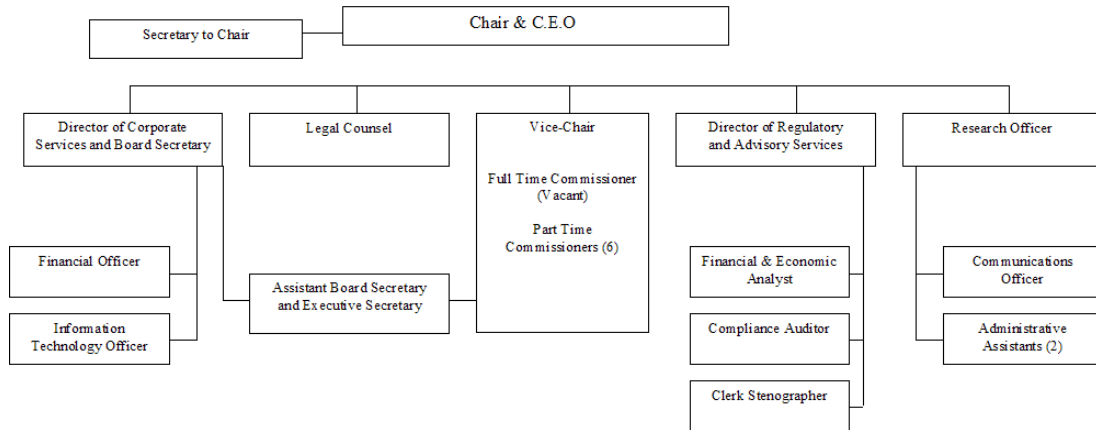 Chair & C.E.O
Secretary to Chair
Director of Corporate
Services and Board Secretary
Legal Counsel
Vice-Chair
Full Time Commissioner
(Vacant)
Part Time
Commissioners (6)
Director of Regulatory
and Advisory Services
Research Officer
Financial Officer
Information
Technology Officer
Assistant Board Secretary
and Executive Secretary
Financial & Economic
Analyst
Compliance Auditor
Clerk Stenographer
Communications
Officer
Administrative
Assistants (2)